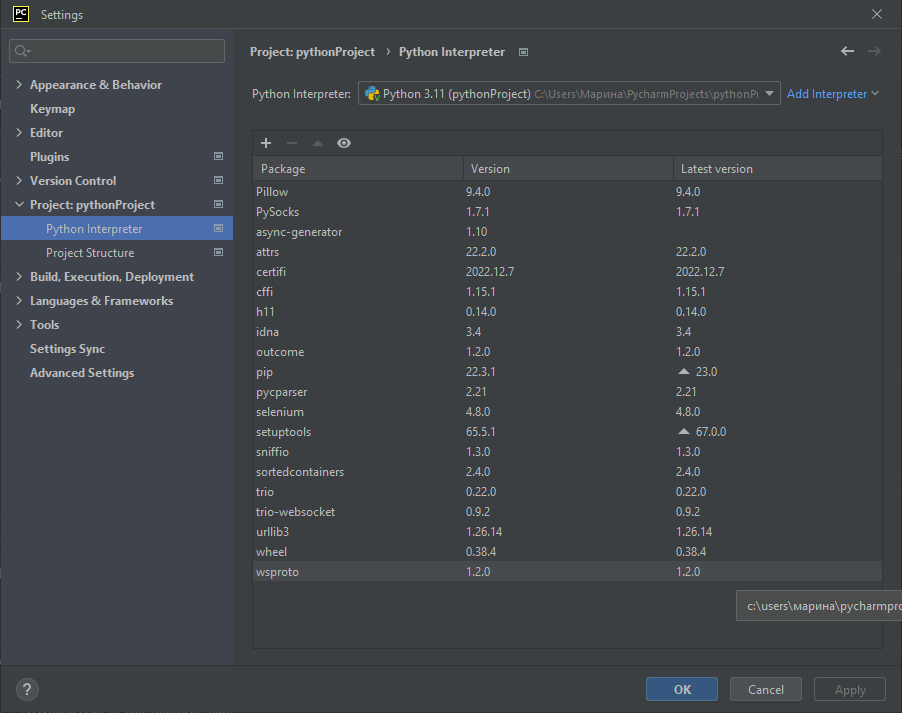 PC Settings
Project: pythonProject › Python Interpreter
Appearance & Behavior
Keymap
Editor
Plugins
Version Control
Project: pythonProject
Python Interpreter
Project Structure
Build, Execution, Deployment
Languages & Frameworks
Tools
Settings Sync
Advanced Settings
Python Interpreter: Python 3.11 (pythonProject) C:\Users\Марина\PycharmProjects\pythonP Add Interpreter
Package Version Latest version
Pillow 9.4.0 9.4.0
PySocks 1.7.1 1.7.1
async-generator 1.10
attrs 22.2.0 22.2.0
certifi 2022.12.7 2022.12.7
cffi 1.15.1 1.15.1
h11 0.14.0 0.14.0
idna 3.4 3.4
outcome 1.2.0 1.2.0
pip 22.3.1 23.0
pycparser 2.21 2.21
selenium 4.8.0 4.8.0
setuptools 65.5.1 67.0.0
sniffio 1.3.0 1.3.0
sortedcontainers 2.4.0 2.4.0
trio 0.22.0 0.22.0
trio-websocket 0.9.2 0.9.2
urllib3 1.26.14 1.26.14
wheel 0.38.4 0.38.4
wsproto 1.2.0 1.2.0
c:\users\марина\pycharmpro
? OK Cancel Apply